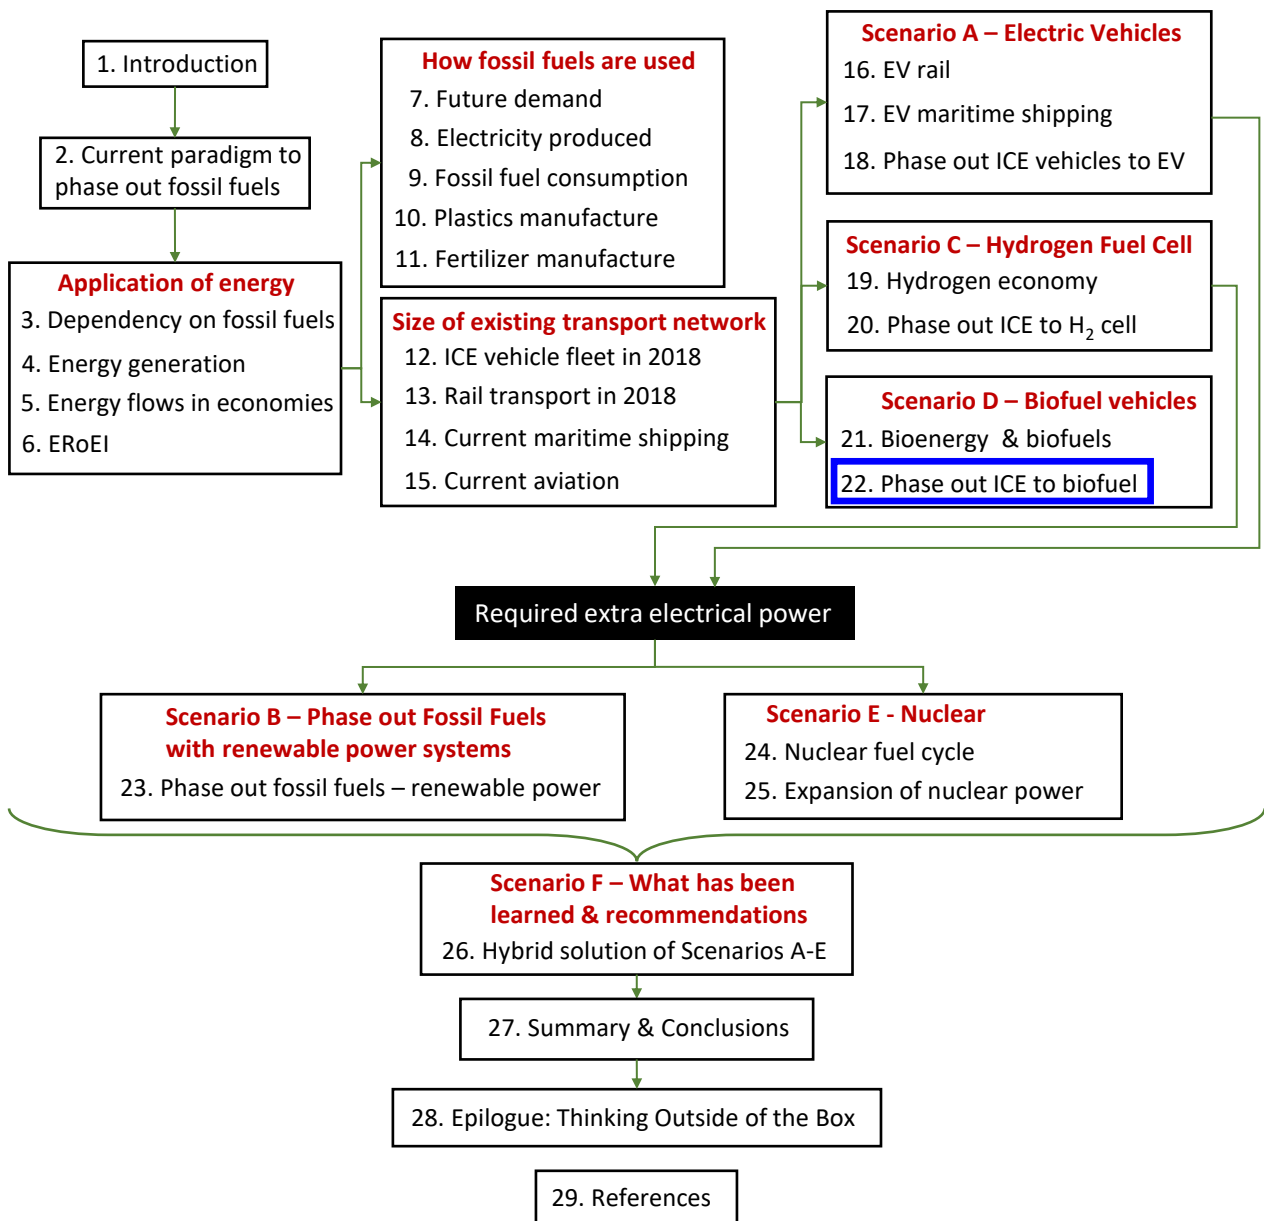 1. Introduction
2. Current paradigm to
phase out fossil fuels
Application of energy
3. Dependency on fossil fuels
4. Energy generation
5. Energy flows in economies
6. ERoEI
How fossil fuels are used
7. Future demand
8. Electricity produced
9. Fossil fuel consumption
10. Plastics manufacture
11. Fertilizer manufacture
Size of existing transport network
12. ICE vehicle fleet in 2018
13. Rail transport in 2018
14. Current maritime shipping
15. Current aviation
Scenario A – Electric Vehicles
16. EV rail
17. EV maritime shipping
18. Phase out ICE vehicles to EV
Scenario C – Hydrogen Fuel Cell
19. Hydrogen economy
20. Phase out ICE to H₂ cell
Scenario D – Biofuel vehicles
21. Bioenergy & biofuels
22. Phase out ICE to biofuel
Required extra electrical power
Scenario B – Phase out Fossil Fuels
with renewable power systems
23. Phase out fossil fuels – renewable power
Scenario E - Nuclear
24. Nuclear fuel cycle
25. Expansion of nuclear power
Scenario F – What has been
learned & recommendations
26. Hybrid solution of Scenarios A-E
27. Summary & Conclusions
28. Epilogue: Thinking Outside of the Box
29. References